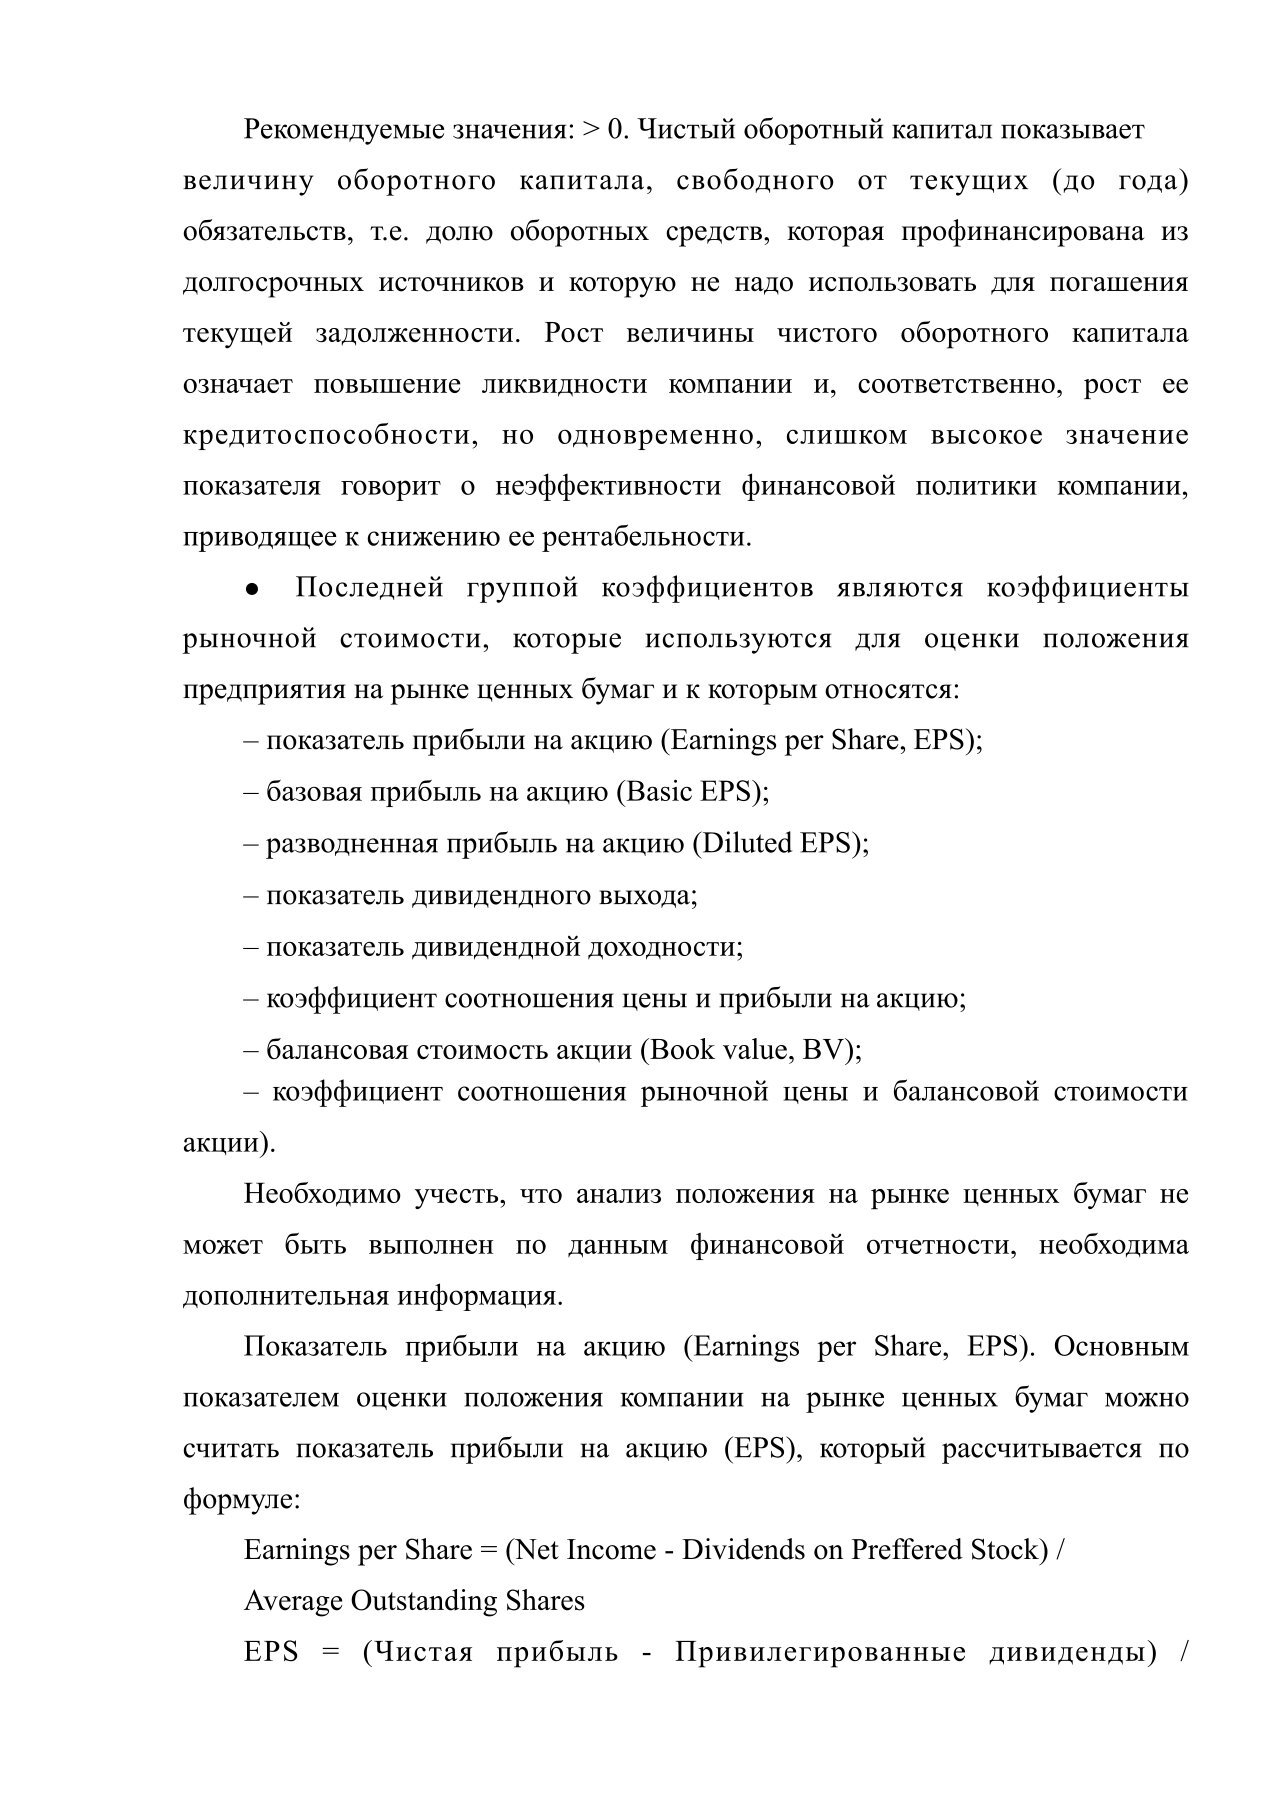 Рекомендуемые значения: > 0. Чистый оборотный капитал показывает
величину оборотного капитала, свободного от текущих (до года)
обязательств, т.е. долю оборотных средств, которая профинансирована из
долгосрочных источников и которую не надо использовать для погашения
текущей задолженности. Рост величины чистого оборотного капитала
означает повышение ликвидности компании и, соответственно, рост ее
кредитоспособности, но одновременно, слишком высокое значение
показателя говорит о неэффективности финансовой политики компании,
приводящее к снижению ее рентабельности.
● Последней группой коэффициентов являются коэффициенты
рыночной стоимости, которые используются для оценки положения
предприятия на рынке ценных бумаг и к которым относятся:
– показатель прибыли на акцию (Earnings per Share, EPS);
– базовая прибыль на акцию (Basic EPS);
– разводненная прибыль на акцию (Diluted EPS);
– показатель дивидендного выхода;
– показатель дивидендной доходности;
– коэффициент соотношения цены и прибыли на акцию;
– балансовая стоимость акции (Book value, BV);
– коэффициент соотношения рыночной цены и балансовой стоимости
акции).
Необходимо учесть, что анализ положения на рынке ценных бумаг не
может быть выполнен по данным финансовой отчетности, необходима
дополнительная информация.
Показатель прибыли на акцию (Earnings per Share, EPS). Основным
показателем оценки положения компании на рынке ценных бумаг можно
считать показатель прибыли на акцию (EPS), который рассчитывается по
формуле:
Earnings per Share = (Net Income - Dividends on Preffered Stock) /
Average Outstanding Shares
EPS = (Чистая прибыль - Привилегированные дивиденды) /